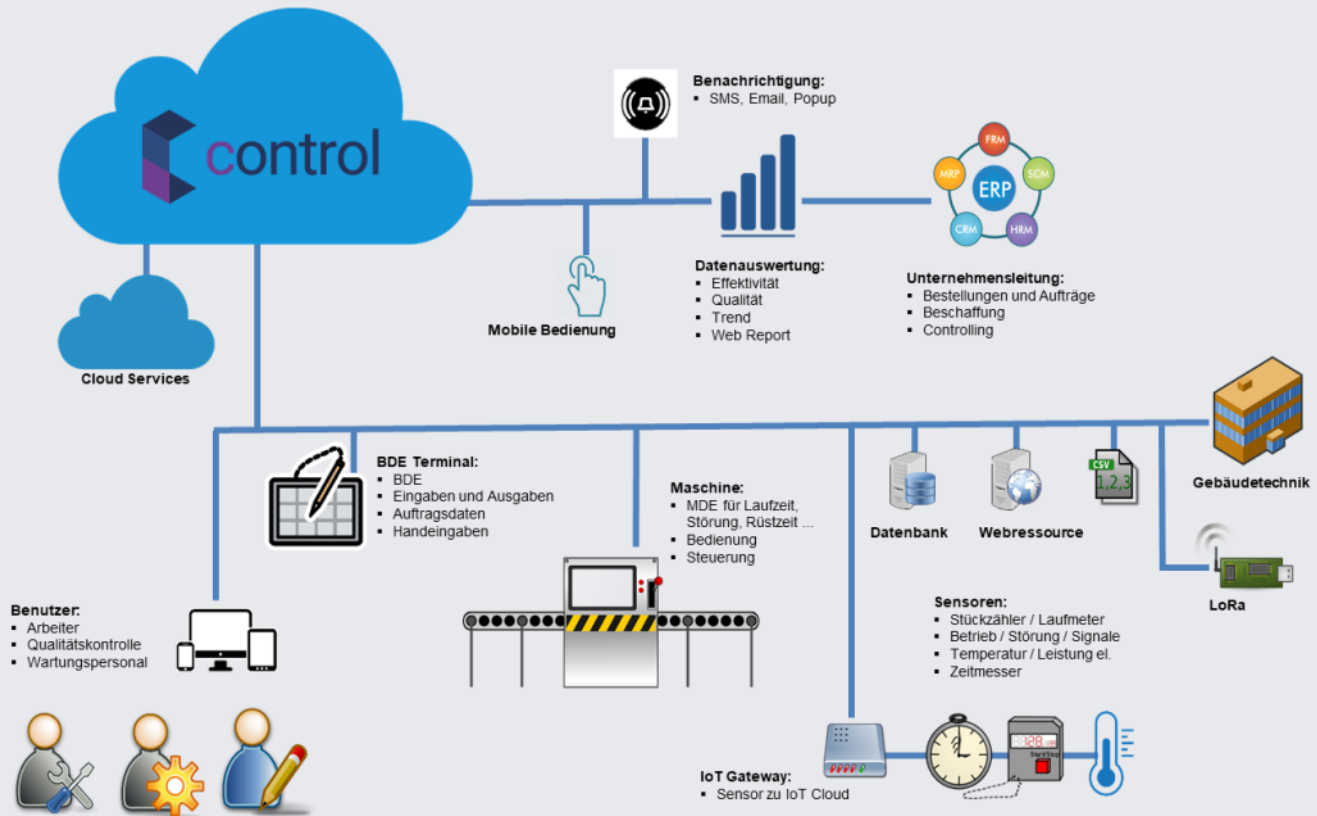 control
Cloud Services
Benachrichtigung:
▪ SMS, Email, Popup
Mobile Bedienung
Datenauswertung:
▪ Effektivität
▪ Qualität
▪ Trend
▪ Web Report
FRM
MRP
SCM
ERP
CRM
HRM
Unternehmensleitung:
▪ Bestellungen und Aufträge
▪ Beschaffung
▪ Controlling
Gebäudetechnik
BDE Terminal:
▪ BDE
▪ Eingaben und Ausgaben
▪ Auftragsdaten
▪ Handeingaben
Maschine:
▪ MDE für Laufzeit,
Störung, Rüstzeit ...
▪ Bedienung
▪ Steuerung
Datenbank
Webressource
CSV
1,2,3
LoRa
Benutzer:
▪ Arbeiter
▪ Qualitätskontrolle
▪ Wartungspersonal
Sensoren:
▪ Stückzähler / Laufmeter
▪ Betrieb / Störung / Signale
▪ Temperatur / Leistung el.
▪ Zeitmesser
IoT Gateway:
▪ Sensor zu IoT Cloud